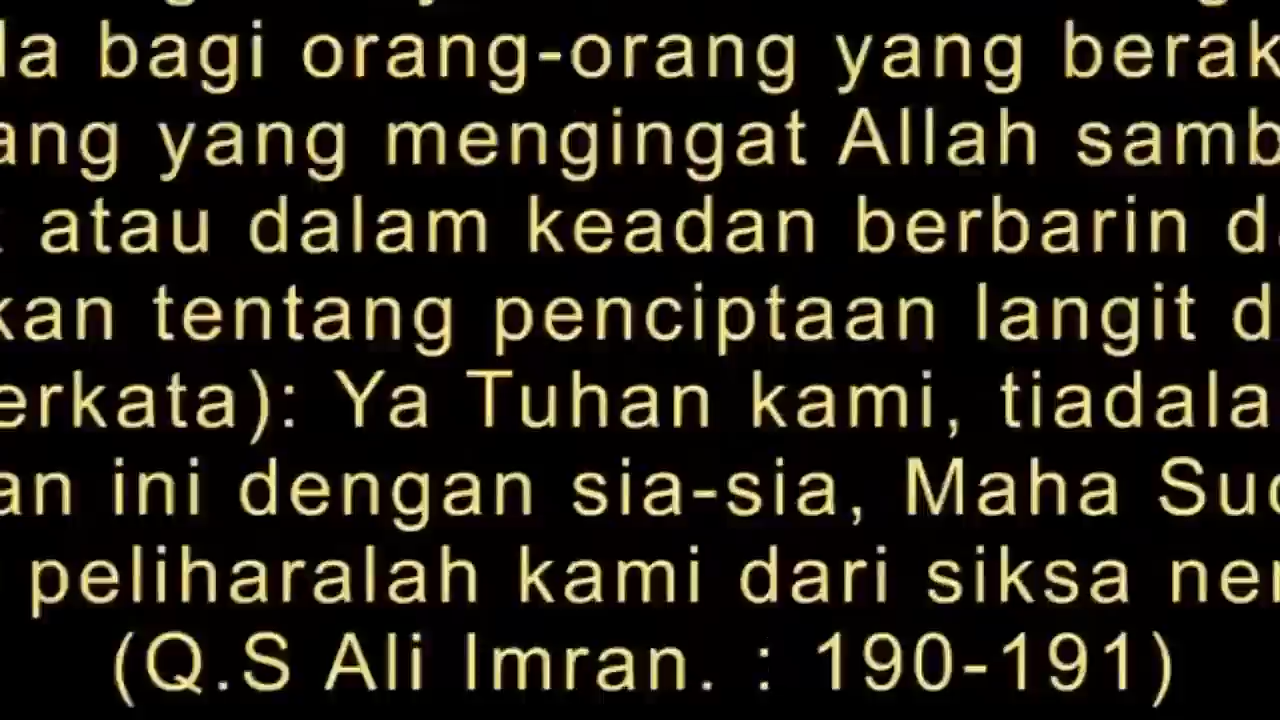 la bagi orang-orang yang berak
ang yang mengingat Allah samb
atau dalam keadan berbarin d
kan tentang penciptaan langit d
erkata): Ya Tuhan kami, tiadala
an ini dengan sia-sia, Maha Suc
peliharalah kami dari siksa ner
(Q.S Ali Imran. : 190-191)